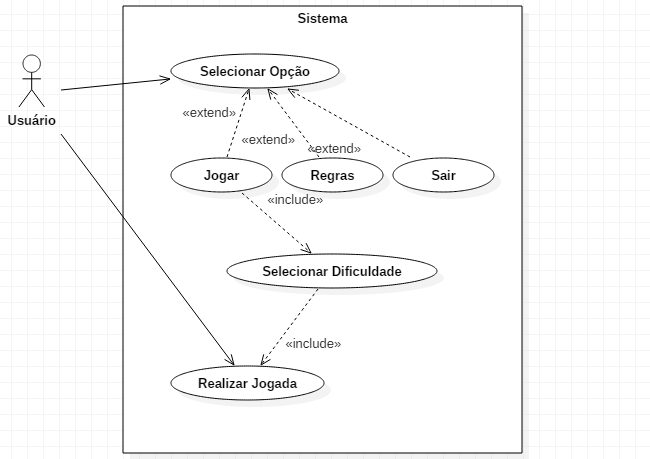 Sistema
Selecionar Opção
Usuário
«extend»
«extend»
«extend»
Jogar
Regras
Sair
«include»
Selecionar Dificuldade
«include»
Realizar Jogada